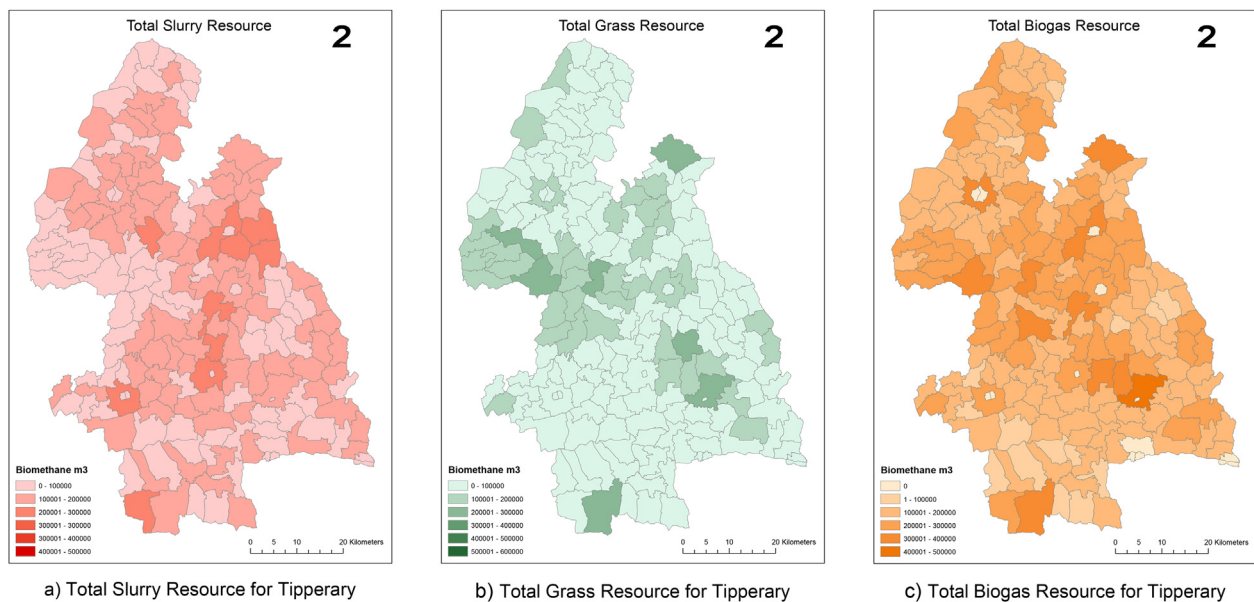 Total Slurry Resource
2
Biomethane m3
0 - 100000
100001 - 200000
200001 - 300000
300001 - 300000
300001 - 400000
400001 - 500000
0 5 10 20 Kilometers
a) Total Slurry Resource for Tipperary
Total Grass Resource
2
Biomethane m3
0 - 100000
100001 - 200000
200001 - 300000
300001 - 400000
400001 - 500000
500001 - 600000
0 5 10 20 Kilometers
b) Total Grass Resource for Tipperary
Total Biogas Resource
2
Biomethane m3
0
1 - 100000
100001 - 200000
200001 - 300000
300001 - 400000
400001 - 500000
0 5 10 20 Kilometers
c) Total Biogas Resource for Tipperary